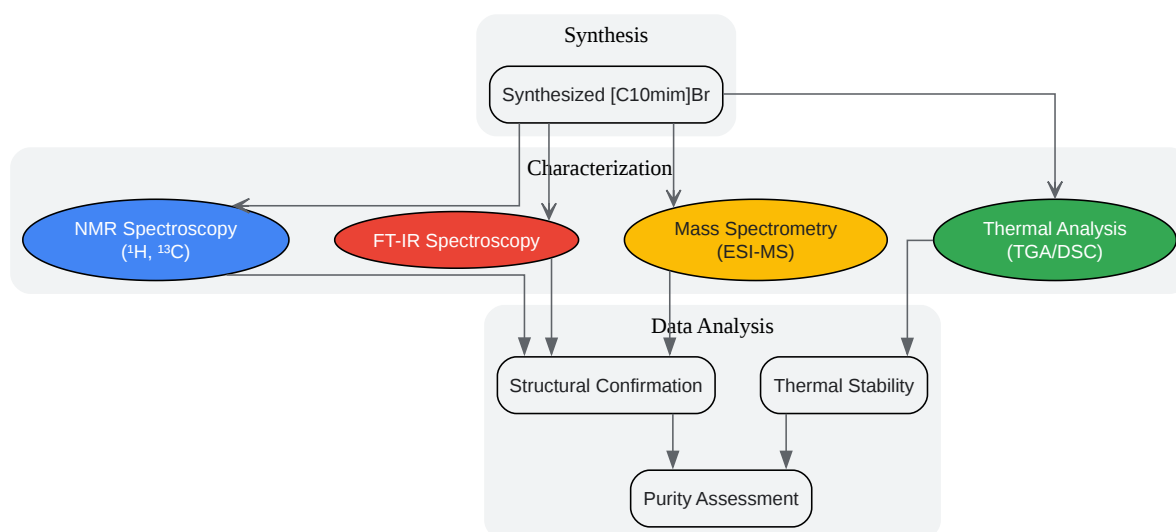 Synthesis
Synthesized [C10mim]Br
Characterization
NMR Spectroscopy
(¹H, ¹³C)
FT-IR Spectroscopy
Mass Spectrometry
(ESI-MS)
Thermal Analysis
(TGA/DSC)
Data Analysis
Structural Confirmation
Thermal Stability
Purity Assessment